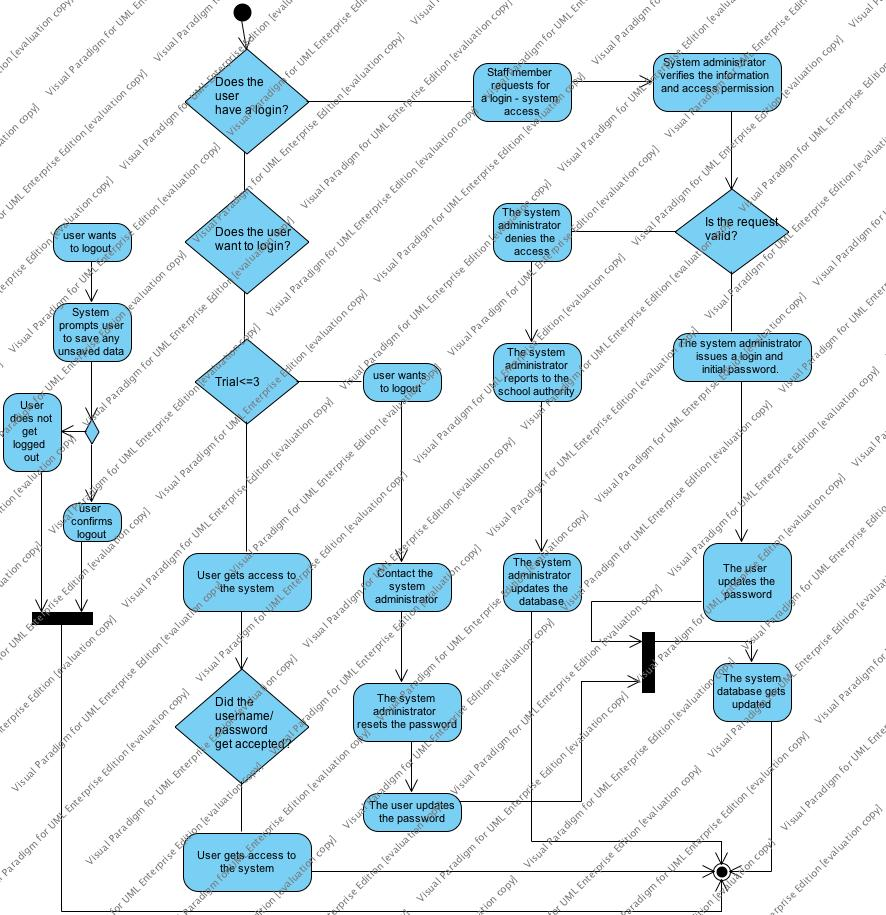 Does the
user
have a login?
Staff member
requests for
a login - system
access
System administrator
verifies the information
and access permission
user wants
to logout
Does the user
want to login?
The system
administrator
denies the
access
Is the request
valid?
System
prompts user
to save any
unsaved data
Trial<=3
user wants
to logout
The system
administrator
reports to the
school authority
The system administrator
issues a login and
initial password.
User
does not
get
logged
out
user
confirms
logout
User gets access to
the system
Contact the
system
administrator
The system
administrator
updates the
database
The user
updates the
password
Did the
username/
password
get accepted?
The system
administrator
resets the password
The system
database gets
updated
The user updates
the password
User gets access to
the system
Visual Paradigm for UML Enterprise Edition [evaluation copy]